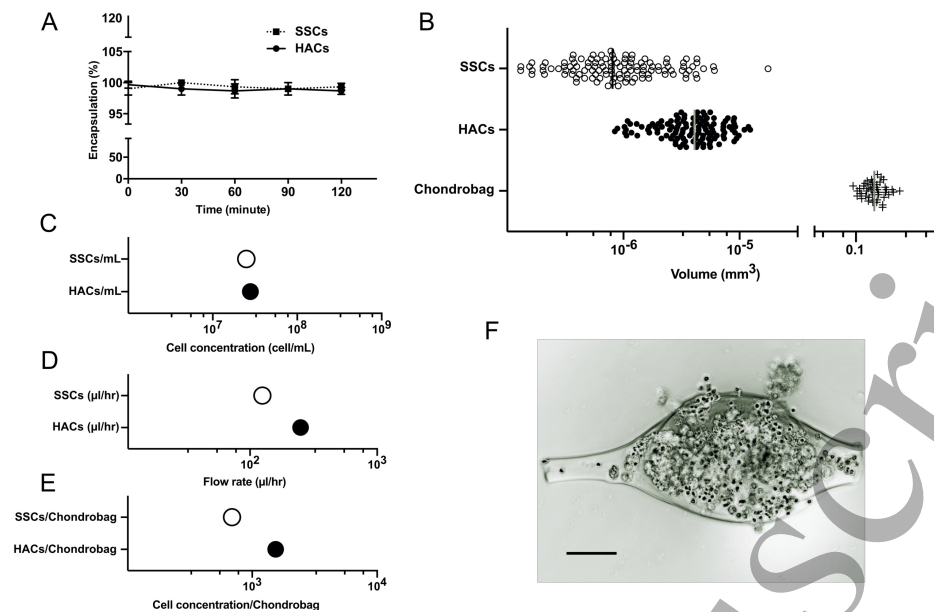 A
120
105
100
95
50
0
Encapsulation (%)
SSCs
HACs
0 30 60 90 120
Time (minute)
B
SSCs
HACs
Chondrobag
10-6 10-5 0.1
Volume (mm3)
C
SSCs/mL
HACs/mL
107 108 109
Cell concentration (cell/mL)
D
SSCs (µl/hr)
HACs (µl/hr)
102 103
Flow rate (µl/hr)
E
SSCs/Chondrobag
HACs/Chondrobag
103 104
Cell concentration/Chondrobag
F
scri